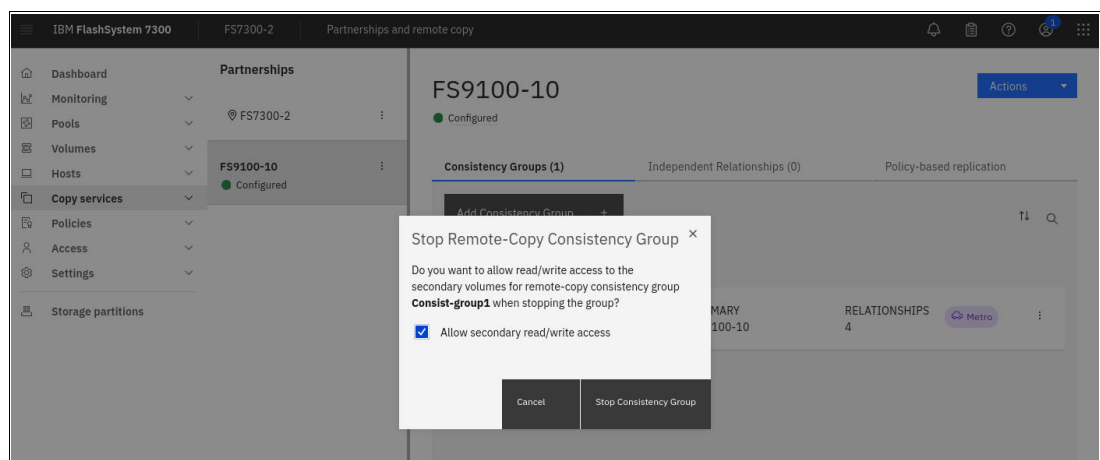 IBM FlashSystem 7300
FS7300-2
Partnerships and remote copy
1
Dashboard
Monitoring
Pools
Volumes
Hosts
Copy services
Policies
Access
Settings
Storage partitions
Partnerships
FS7300-2
FS9100-10
Configured
FS9100-10
Configured
Actions
Consistency Groups (1)
Independent Relationships (0)
Policy-based replication
Add Consistency Group +
Stop Remote-Copy Consistency Group
Do you want to allow read/write access to the
secondary volumes for remote-copy consistency group
Consist-group1 when stopping the group?
Allow secondary read/write access
Cancel
Stop Consistency Group
MARY
100-10
RELATIONSHIPS
4
Metro